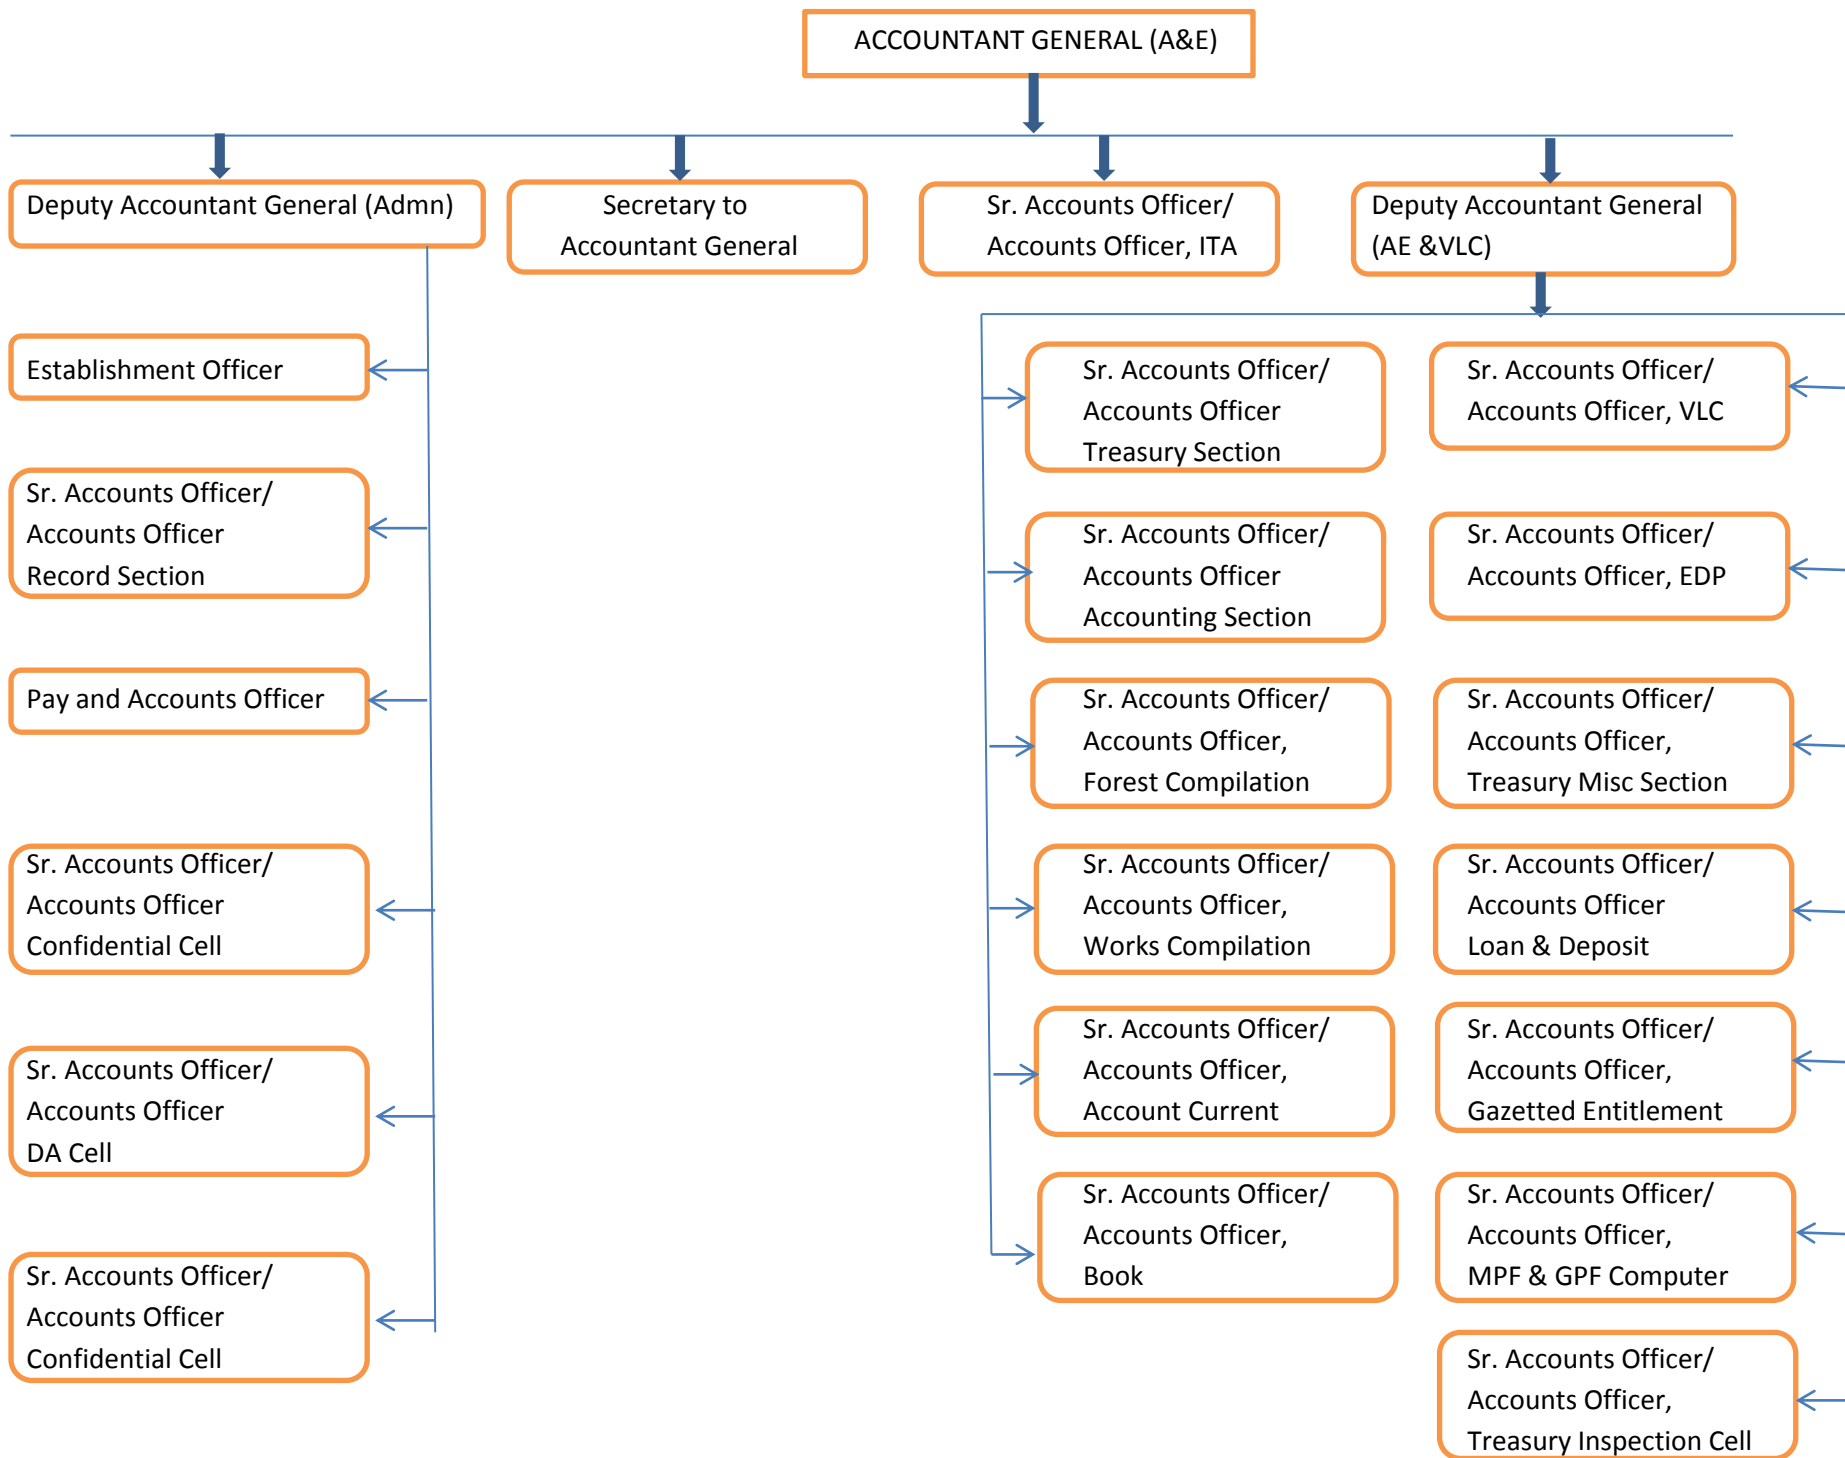 ACCOUNTANT GENERAL (A&E)
Deputy Accountant General (Admn)
Secretary to
Accountant General
Sr. Accounts Officer/
Accounts Officer, ITA
Deputy Accountant General
(AE &VLC)
Establishment Officer
Sr. Accounts Officer/
Accounts Officer
Record Section
Pay and Accounts Officer
Sr. Accounts Officer/
Accounts Officer
Confidential Cell
Sr. Accounts Officer/
Accounts Officer
DA Cell
Sr. Accounts Officer/
Accounts Officer
Confidential Cell
Sr. Accounts Officer/
Accounts Officer
Treasury Section
Sr. Accounts Officer/
Accounts Officer
Accounting Section
Sr. Accounts Officer/
Accounts Officer,
Forest Compilation
Sr. Accounts Officer/
Accounts Officer,
Works Compilation
Sr. Accounts Officer/
Accounts Officer,
Account Current
Sr. Accounts Officer/
Accounts Officer,
Book
Sr. Accounts Officer/
Accounts Officer, VLC
Sr. Accounts Officer/
Accounts Officer, EDP
Sr. Accounts Officer/
Accounts Officer,
Treasury Misc Section
Sr. Accounts Officer/
Accounts Officer
Loan & Deposit
Sr. Accounts Officer/
Accounts Officer,
Gazetted Entitlement
Sr. Accounts Officer/
Accounts Officer,
MPF & GPF Computer
Sr. Accounts Officer/
Accounts Officer,
Treasury Inspection Cell